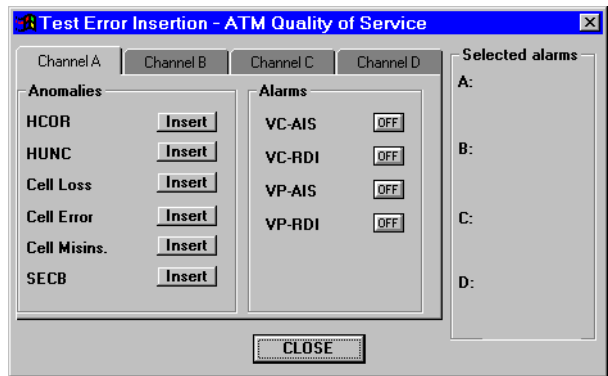 Test Error Insertion - ATM Quality of Service
Channel A Channel B Channel C Channel D
Anomalies
HCOR Insert
HUNC Insert
Cell Loss Insert
Cell Error Insert
Cell Misins. Insert
SECB Insert
Alarms
VC-AIS OFF
VC-RDI OFF
VP-AIS OFF
VP-RDI OFF
Selected alarms
A:
B:
C:
D:
CLOSE